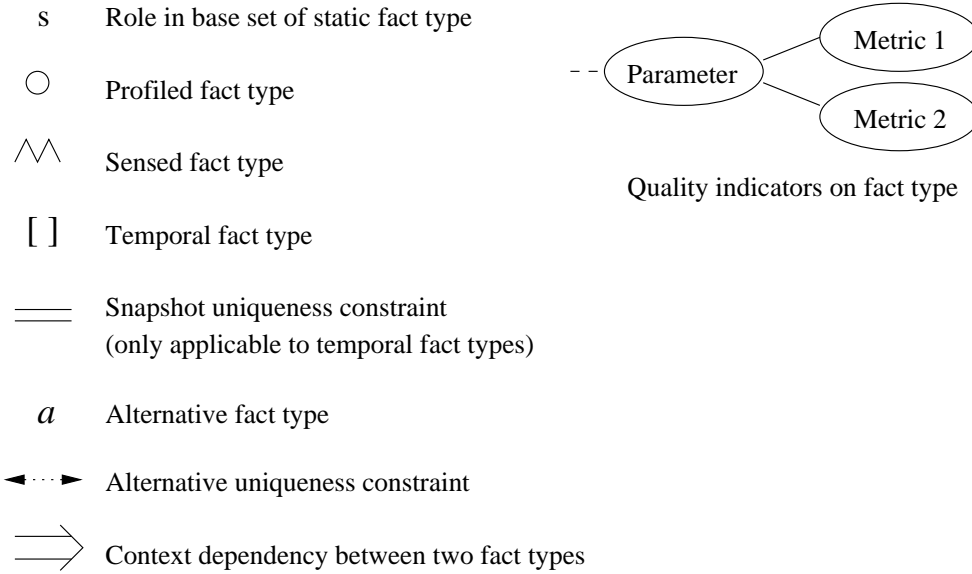 s Role in base set of static fact type
Profiled fact type
Sensed fact type
[ ] Temporal fact type
Snapshot uniqueness constraint
(only applicable to temporal fact types)
a Alternative fact type
Alternative uniqueness constraint
Context dependency between two fact types
Parameter
Metric 1
Metric 2
Quality indicators on fact type